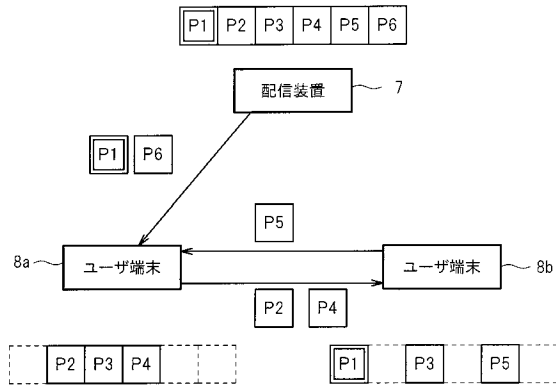 P1 P2 P3 P4 P5 P6
配信装置 7
P1 P6
P5
8a ユーザ端末 ユーザ端末 8b
P2 P4
P2 P3 P4 P1 P3 P5